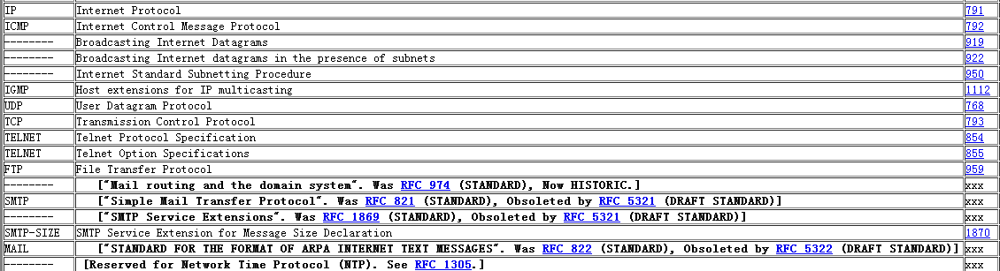 IP Internet Protocol 791
ICMP Internet Control Message Protocol 792
-------- Broadcasting Internet Datagrams 919
-------- Broadcasting Internet datagrams in the presence of subnets 922
-------- Internet Standard Subnetting Procedure 950
IGMP Host extensions for IP multicasting 1112
UDP User Datagram Protocol 768
TCP Transmission Control Protocol 793
TELNET Telnet Protocol Specification 854
TELNET Telnet Option Specifications 855
FTP File Transfer Protocol 959
-------- ["Mail routing and the domain system". Was RFC 974 (STANDARD), Now HISTORIC.] xxx
SMTP ["Simple Mail Transfer Protocol". Was RFC 821 (STANDARD), Obsoleted by RFC 5321 (DRAFT STANDARD)] xxx
-------- ["SMTP Service Extensions". Was RFC 1869 (STANDARD), Obsoleted by RFC 5321 (DRAFT STANDARD)] xxx
SMTP-SIZE SMTP Service Extension for Message Size Declaration 1870
MAIL ["STANDARD FOR THE FORMAT OF ARPA INTERNET TEXT MESSAGES". Was RFC 822 (STANDARD), Obsoleted by RFC 5322 (DRAFT STANDARD)] xxx
-------- [Reserved for Network Time Protocol (NTP). See RFC 1305.] xxx